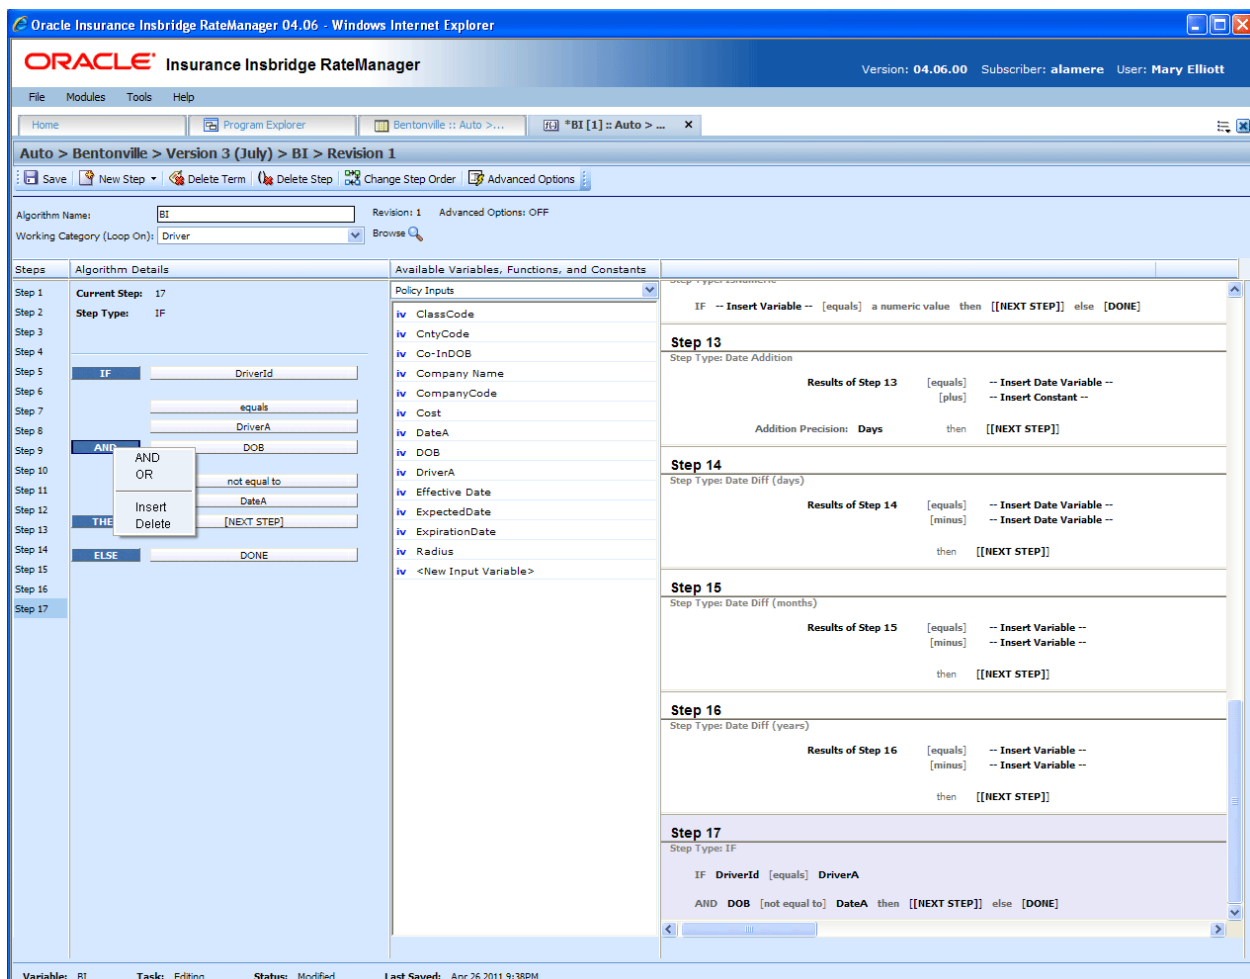 Oracle Insurance Insbridge RateManager 04.06 - Windows Internet Explorer
ORACLE Insurance Insbridge RateManager
Version: 04.06.00 Subscriber: alamere User: Mary Elliott
File Modules Tools Help
Home Program Explorer Bentonville :: Auto >... *BI [1] :: Auto > ... X
Auto > Bentonville > Version 3 (July) > BI > Revision 1
Save New Step Delete Term Delete Step Change Step Order Advanced Options
Algorithm Name: BI Revision: 1 Advanced Options: OFF
Working Category (Loop On): Driver Browse
Steps
Step 1
Step 2
Step 3
Step 4
Step 5
Step 6
Step 7
Step 8
Step 9
Step 10
Step 11
Step 12
Step 13
Step 14
Step 15
Step 16
Step 17
Algorithm Details
Current Step: 17
Step Type: IF
IF DriverId
equals
DriverA
AND DOB
not equal to
DateA
THE [NEXT STEP]
ELSE DONE
AND
OR
Insert
Delete
Available Variables, Functions, and Constants
Policy Inputs
iv ClassCode
iv CntyCode
iv Co-InDOB
iv Company Name
iv CompanyCode
iv Cost
iv DateA
iv DOB
iv DriverA
iv Effective Date
iv ExpectedDate
iv ExpirationDate
iv Radius
iv <New Input Variable>
Step Type: IsNumeric
IF -- Insert Variable -- [equals] a numeric value then [[NEXT STEP]] else [DONE]
Step 13
Step Type: Date Addition
Results of Step 13 [equals] -- Insert Date Variable --
[plus] -- Insert Constant --
Addition Precision: Days then [[NEXT STEP]]
Step 14
Step Type: Date Diff (days)
Results of Step 14 [equals] -- Insert Date Variable --
[minus] -- Insert Date Variable --
then [[NEXT STEP]]
Step 15
Step Type: Date Diff (months)
Results of Step 15 [equals] -- Insert Variable --
[minus] -- Insert Variable --
then [[NEXT STEP]]
Step 16
Step Type: Date Diff (years)
Results of Step 16 [equals] -- Insert Variable --
[minus] -- Insert Variable --
then [[NEXT STEP]]
Step 17
Step Type: IF
IF DriverId [equals] DriverA
AND DOB [not equal to] DateA then [[NEXT STEP]] else [DONE]
Variable: BI Task: Editing Status: Modified Last Saved: Apr 26 2011 9:38PM